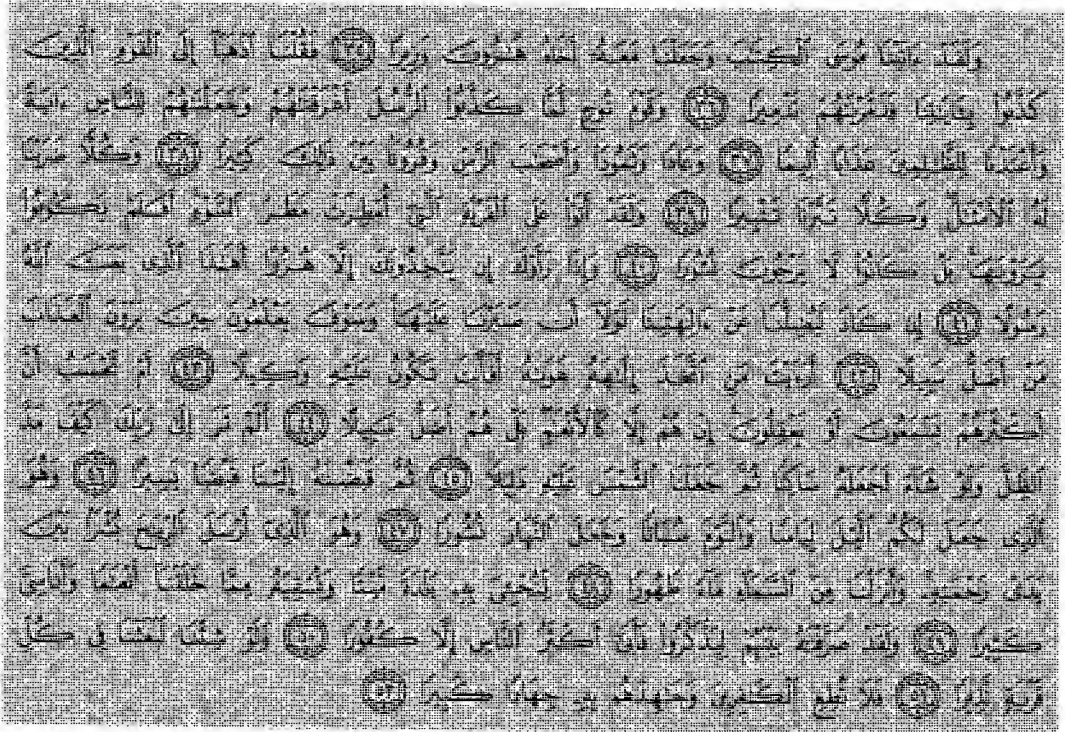 وَلَقَدْ ءَاتَيْنَا مُوسَى ٱلْكِتَٰبَ وَجَعَلْنَا مَعَهُۥٓ أَخَاهُ هَٰرُونَ وَزِيرًا ﴿٣٥﴾ فَقُلْنَا ٱذْهَبَآ إِلَى ٱلْقَوْمِ ٱلَّذِينَ
كَذَّبُوا۟ بِـَٔايَٰتِنَا فَدَمَّرْنَٰهُمْ تَدْمِيرًا ﴿٣٦﴾ وَقَوْمَ نُوحٍ لَّمَّا كَذَّبُوا۟ ٱلرُّسُلَ أَغْرَقْنَٰهُمْ وَجَعَلْنَٰهُمْ لِلنَّاسِ ءَايَةً
وَأَعْتَدْنَا لِلظَّٰلِمِينَ عَذَابًا أَلِيمًا ﴿٣٧﴾ وَعَادًا وَثَمُودَا۟ وَأَصْحَٰبَ ٱلرَّسِّ وَقُرُونًۢا بَيْنَ ذَٰلِكَ كَثِيرًا ﴿٣٨﴾ وَكُلًّا ضَرَبْنَا
لَهُ ٱلْأَمْثَٰلَ وَكُلًّا تَبَّرْنَا تَتْبِيرًا ﴿٣٩﴾ وَلَقَدْ أَتَوْا۟ عَلَى ٱلْقَرْيَةِ ٱلَّتِىٓ أُمْطِرَتْ مَطَرَ ٱلسَّوْءِ أَفَلَمْ يَكُونُوا۟
يَرَوْنَهَا بَلْ كَانُوا۟ لَا يَرْجُونَ نُشُورًا ﴿٤٠﴾ وَإِذَا رَأَوْكَ إِن يَتَّخِذُونَكَ إِلَّا هُزُوًا أَهَٰذَا ٱلَّذِى بَعَثَ ٱللَّهُ
رَسُولًا ﴿٤١﴾ إِن كَادَ لَيُضِلُّنَا عَنْ ءَالِهَتِنَا لَوْلَآ أَن صَبَرْنَا عَلَيْهَا وَسَوْفَ يَعْلَمُونَ حِينَ يَرَوْنَ ٱلْعَذَابَ
مَنْ أَضَلُّ سَبِيلًا ﴿٤٢﴾ أَرَءَيْتَ مَنِ ٱتَّخَذَ إِلَٰهَهُۥ هَوَىٰهُ أَفَأَنتَ تَكُونُ عَلَيْهِ وَكِيلًا ﴿٤٣﴾ أَمْ تَحْسَبُ أَنَّ
أَكْثَرَهُمْ يَسْمَعُونَ أَوْ يَعْقِلُونَ إِنْ هُمْ إِلَّا كَٱلْأَنْعَٰمِ بَلْ هُمْ أَضَلُّ سَبِيلًا ﴿٤٤﴾ أَلَمْ تَرَ إِلَىٰ رَبِّكَ كَيْفَ مَدَّ
ٱلظِّلَّ وَلَوْ شَآءَ لَجَعَلَهُۥ سَاكِنًا ثُمَّ جَعَلْنَا ٱلشَّمْسَ عَلَيْهِ دَلِيلًا ﴿٤٥﴾ ثُمَّ قَبَضْنَٰهُ إِلَيْنَا قَبْضًا يَسِيرًا ﴿٤٦﴾ وَهُوَ
ٱلَّذِى جَعَلَ لَكُمُ ٱلَّيْلَ لِبَاسًا وَٱلنَّوْمَ سُبَاتًا وَجَعَلَ ٱلنَّهَارَ نُشُورًا ﴿٤٧﴾ وَهُوَ ٱلَّذِىٓ أَرْسَلَ ٱلرِّيَٰحَ بُشْرًۢا بَيْنَ
يَدَىْ رَحْمَتِهِۦ وَأَنزَلْنَا مِنَ ٱلسَّمَآءِ مَآءً طَهُورًا ﴿٤٨﴾ لِّنُحْـِۧىَ بِهِۦ بَلْدَةً مَّيْتًا وَنُسْقِيَهُۥ مِمَّا خَلَقْنَآ أَنْعَٰمًا وَأَنَاسِىَّ
كَثِيرًا ﴿٤٩﴾ وَلَقَدْ صَرَّفْنَٰهُ بَيْنَهُمْ لِيَذَّكَّرُوا۟ فَأَبَىٰٓ أَكْثَرُ ٱلنَّاسِ إِلَّا كُفُورًا ﴿٥٠﴾ وَلَوْ شِئْنَا لَبَعَثْنَا فِى كُلِّ
قَرْيَةٍ نَّذِيرًا ﴿٥١﴾ فَلَا تُطِعِ ٱلْكَٰفِرِينَ وَجَٰهِدْهُم بِهِۦ جِهَادًا كَبِيرًا ﴿٥٢﴾